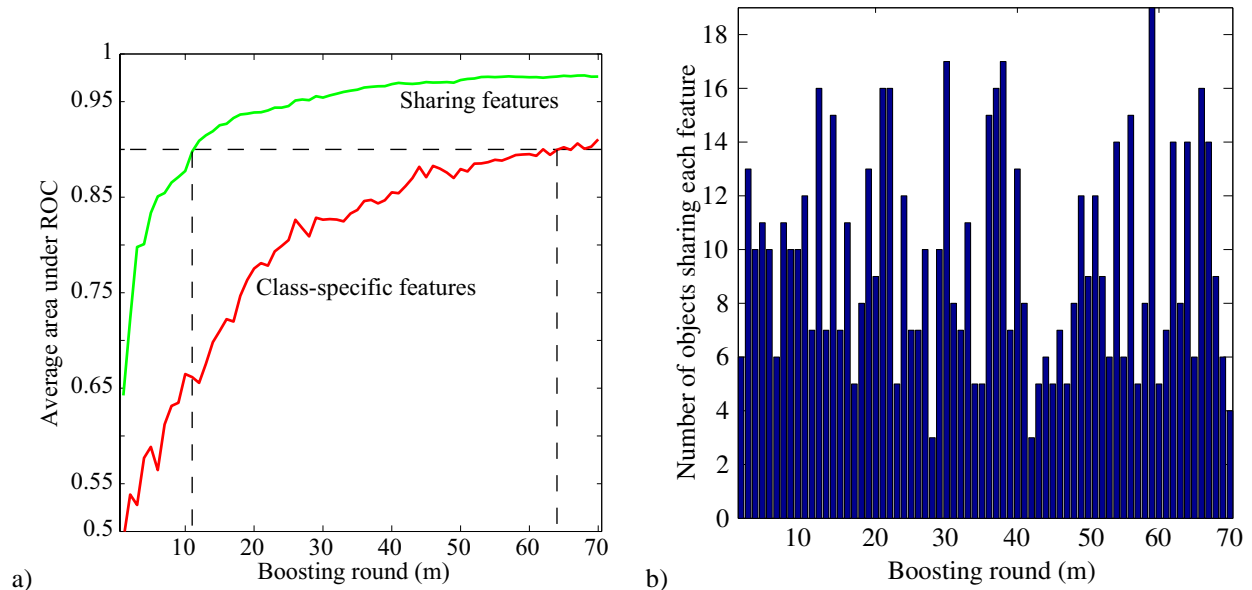 1
0.95
0.85
0.75
0.65
0.55
0.5
Average area under ROC
Sharing features
Class-specific features
10 20 30 40 50 60 70
Boosting round (m)
a)
18
16
14
12
10
8
6
4
2
0
Number of objects sharing each feature
10 20 30 40 50 60 70
Boosting round (m)
b)